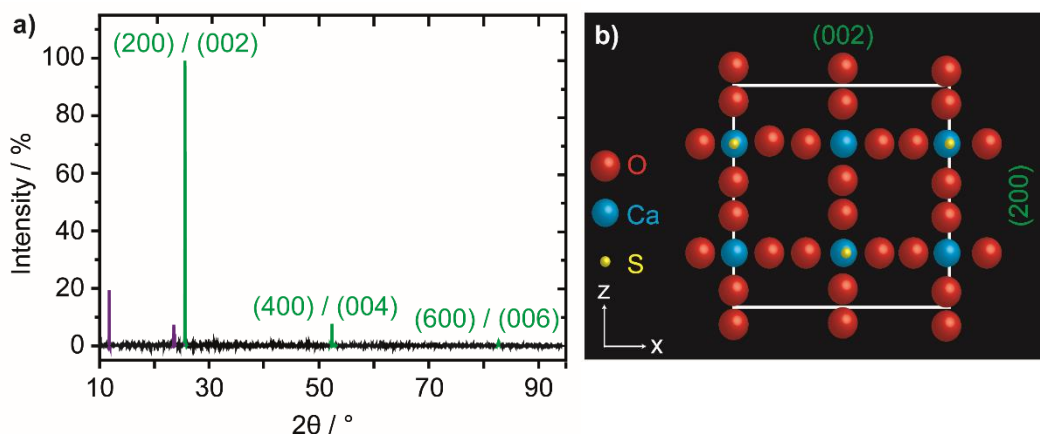 a)
(200) / (002)
100
80
60
40
20
0
Intensity / %
(400) / (004)
(600) / (006)
10
30
50
70
90
2θ / °
b)
(002)
(200)
O
Ca
S
z
x